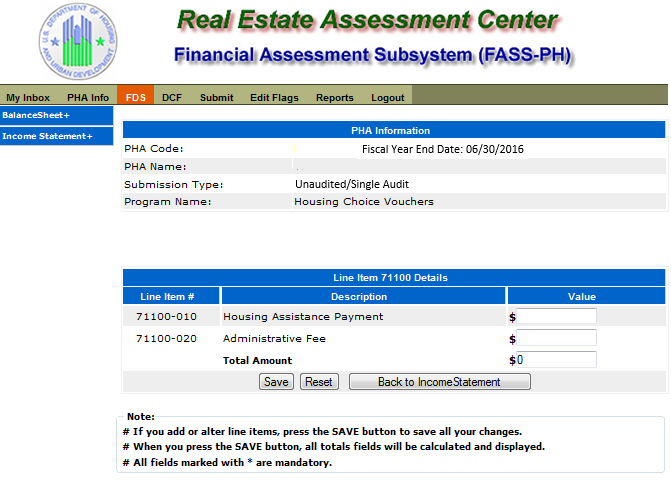 U.S. DEPARTMENT OF HOUSING
AND URBAN DEVELOPMENT
Real Estate Assessment Center
Financial Assessment Subsystem (FASS-PH)
My Inbox PHA Info FDS DCF Submit Edit Flags Reports Logout
BalanceSheet+
Income Statement+
PHA Information
PHA Code: Fiscal Year End Date: 06/30/2016
PHA Name:
Submission Type: Unaudited/Single Audit
Program Name: Housing Choice Vouchers
Line Item 71100 Details
Line Item # Description Value
71100-010 Housing Assistance Payment $
71100-020 Administrative Fee $
Total Amount $0
Save Reset Back to IncomeStatement
Note:
# If you add or alter line items, press the SAVE button to save all your changes.
# When you press the SAVE button, all totals fields will be calculated and displayed.
# All fields marked with * are mandatory.